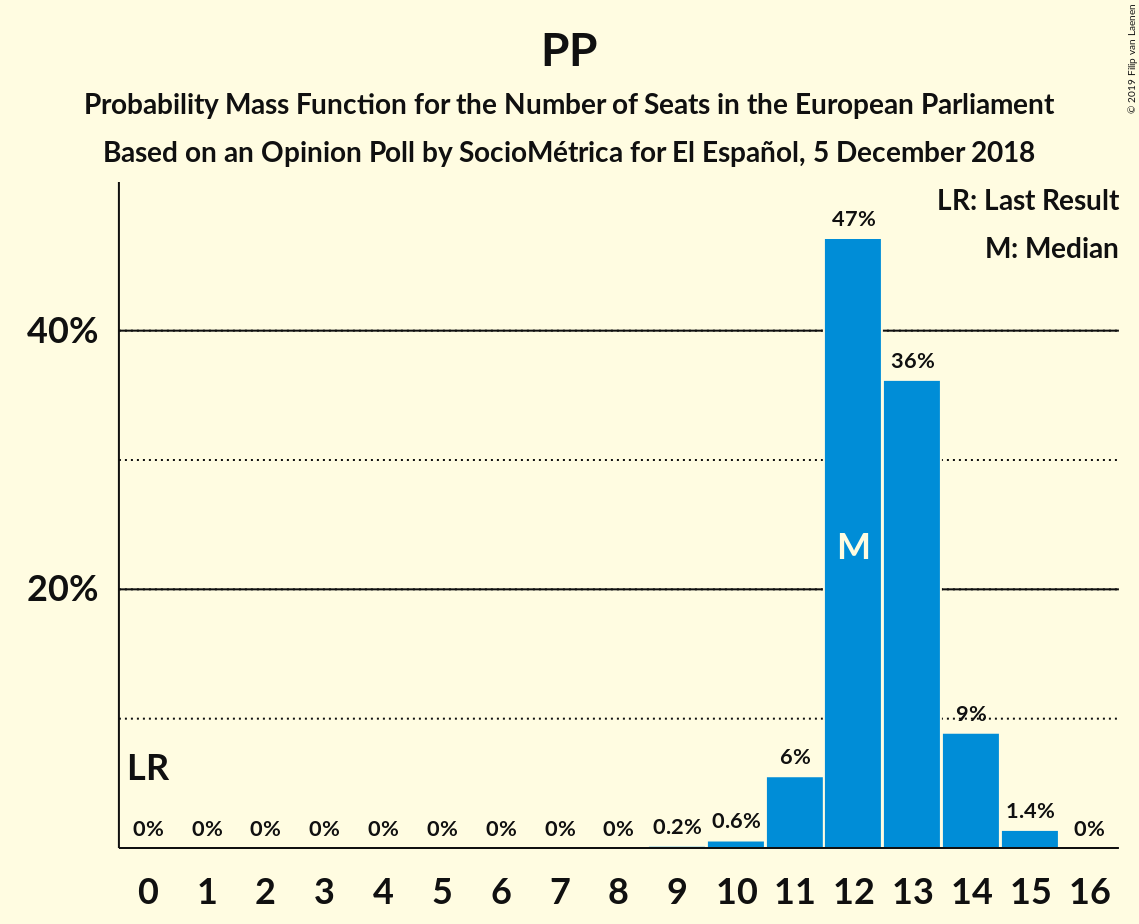 PP
Probability Mass Function for the Number of Seats in the European Parliament
Based on an Opinion Poll by SocioMétrica for El Español, 5 December 2018
© 2019 Filip van Laenen
LR: Last Result
M: Median
47%
40%
36%
M
20%
9%
6%
LR
0% 0% 0% 0% 0% 0% 0% 0% 0% 0.2% 0.6% 1.4% 0%
0 1 2 3 4 5 6 7 8 9 10 11 12 13 14 15 16